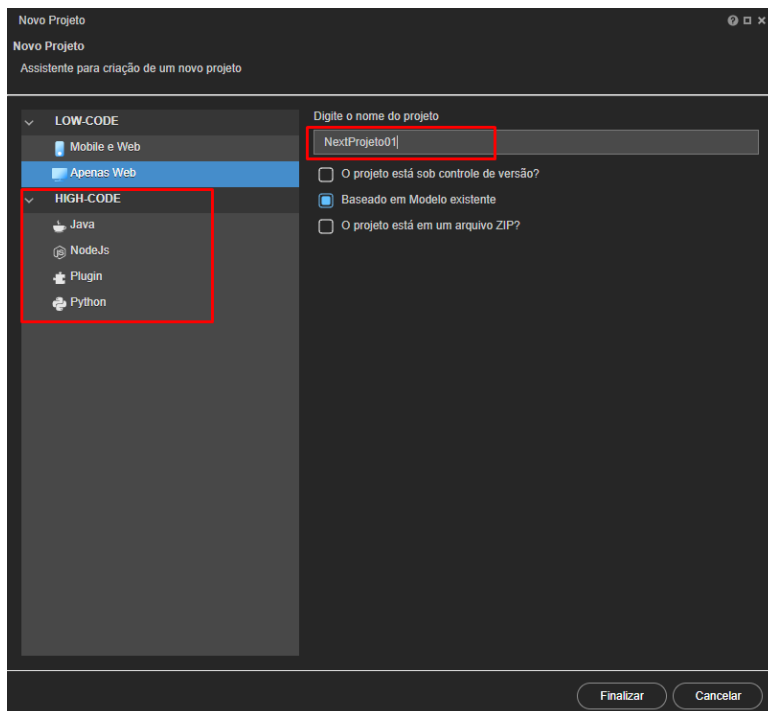 Novo Projeto
Novo Projeto
Assistente para criação de um novo projeto
LOW-CODE
Mobile e Web
Apenas Web
HIGH-CODE
Java
NodeJs
Plugin
Python
Digite o nome do projeto
NextProjeto01
O projeto está sob controle de versão?
Baseado em Modelo existente
O projeto está em um arquivo ZIP?
Finalizar
Cancelar